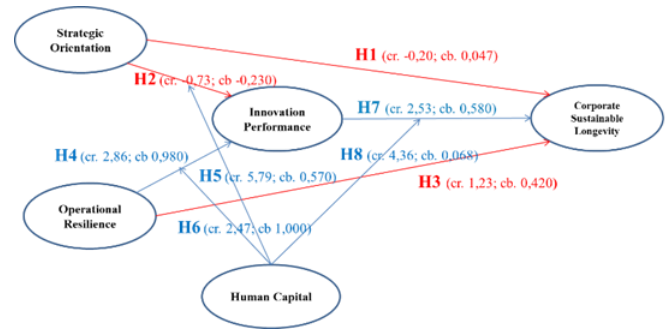 Strategic
Orientation
H1 (cr. -0,20; cb. 0,047)
H2 (cr. -0,73; cb -0,230)
Innovation
Performance
H7 (cr. 2,53; cb. 0,580)
Corporate
Sustainable
Longevity
H4 (cr. 2,86; cb 0,980)
H8 (cr. 4,36; cb. 0,068)
H5 (cr. 5,79; cb. 0,570)
H3 (cr. 1,23; cb. 0,420)
Operational
Resilience
H6 (cr. 2,47; cb 1,000)
Human Capital